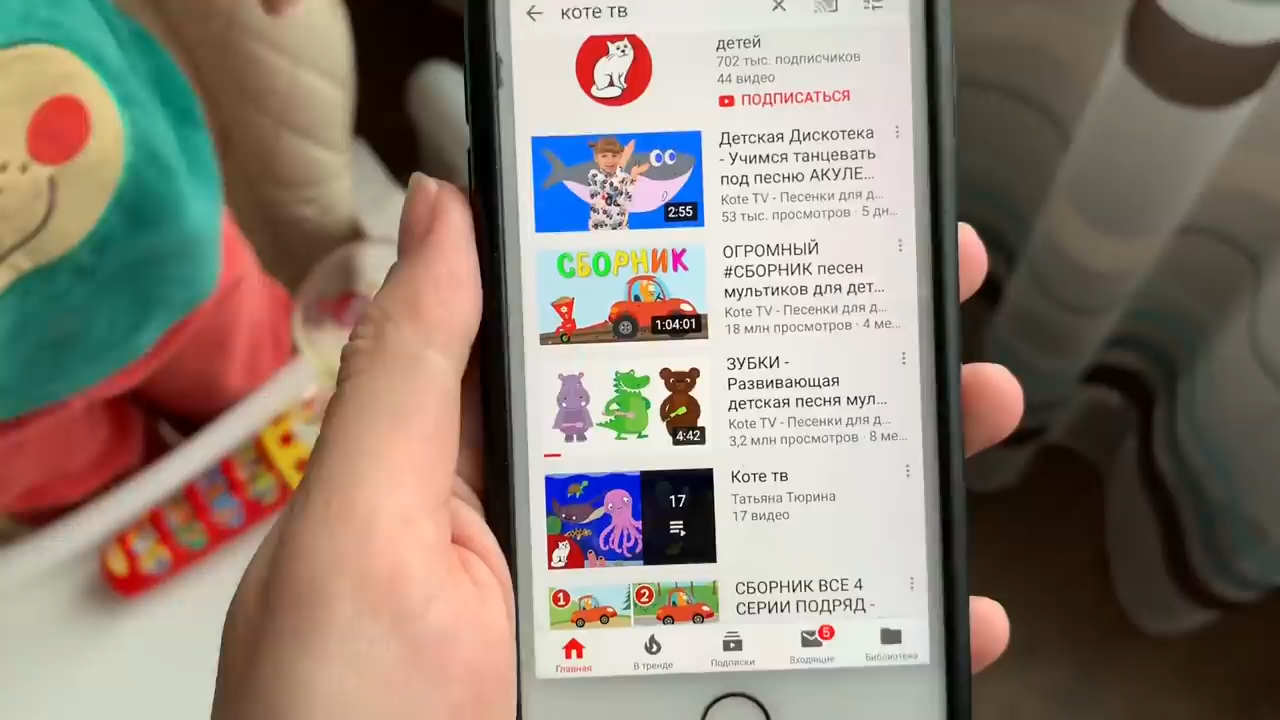 коте тв
детей
702 тыс. подписчиков
44 видео
ПОДПИСАТЬСЯ
Детская Дискотека
- Учимся танцевать
под песню АКУЛЕ...
Kote TV - Песенки для д...
53 тыс. просмотров · 5 дн...
2:55
СБОРНИК
1:04:01
ОГРОМНЫЙ
#СБОРНИК песен
мультиков для дет...
Kote TV - Песенки для д...
18 млн просмотров · 4 ме...
ЗУБКИ -
Развивающая
детская песня мул...
Kote TV - Песенки для д...
3,2 млн просмотров · 8 ме...
4:42
17
Коте тв
Татьяна Тюрина
17 видео
1
2
СБОРНИК ВСЕ 4
СЕРИИ ПОДРЯД -
5
Главная
В тренде
Подписки
Входящие
Библиотека